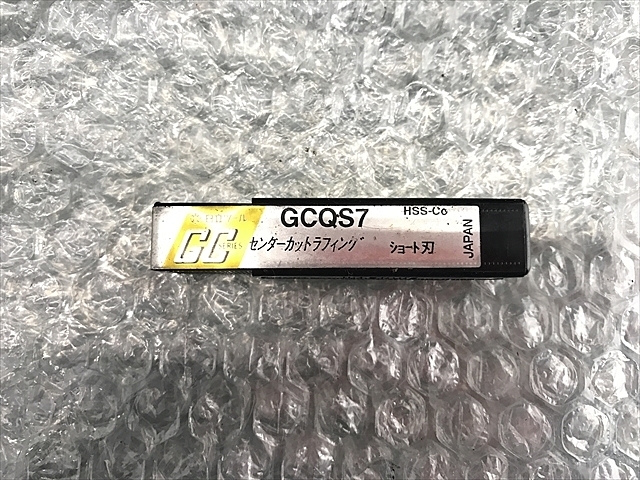 GCQS7
HSS-Co
GC SERIES
センターカットラフィング
ショート刃
JAPAN